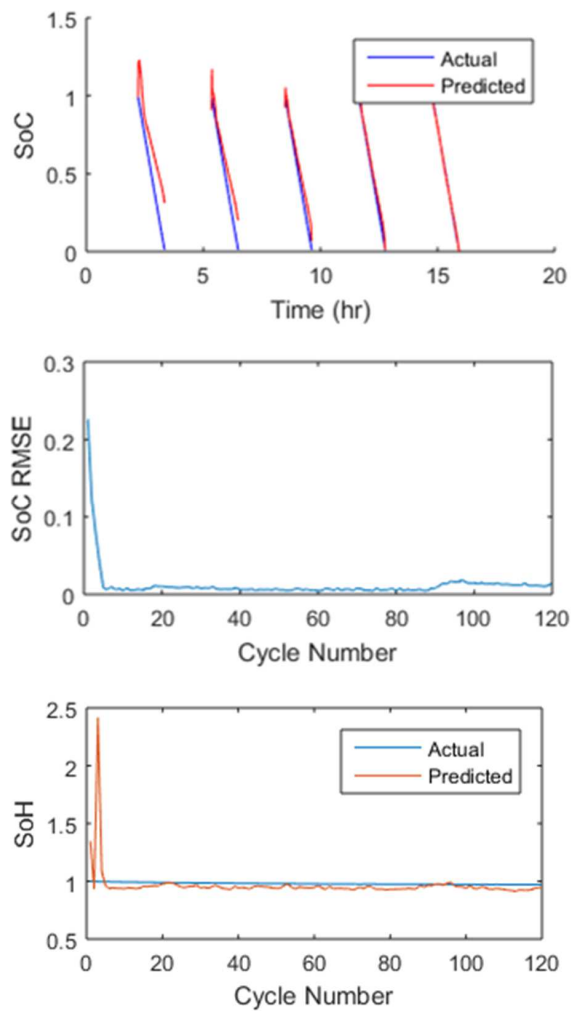 1.5
1
0.5
0
SoC
Actual
Predicted
0 5 10 15 20
Time (hr)
0.3
0.2
0.1
0
SoC RMSE
0 20 40 60 80 100 120
Cycle Number
2.5
2
1.5
1
0.5
SoH
Actual
Predicted
0 20 40 60 80 100 120
Cycle Number